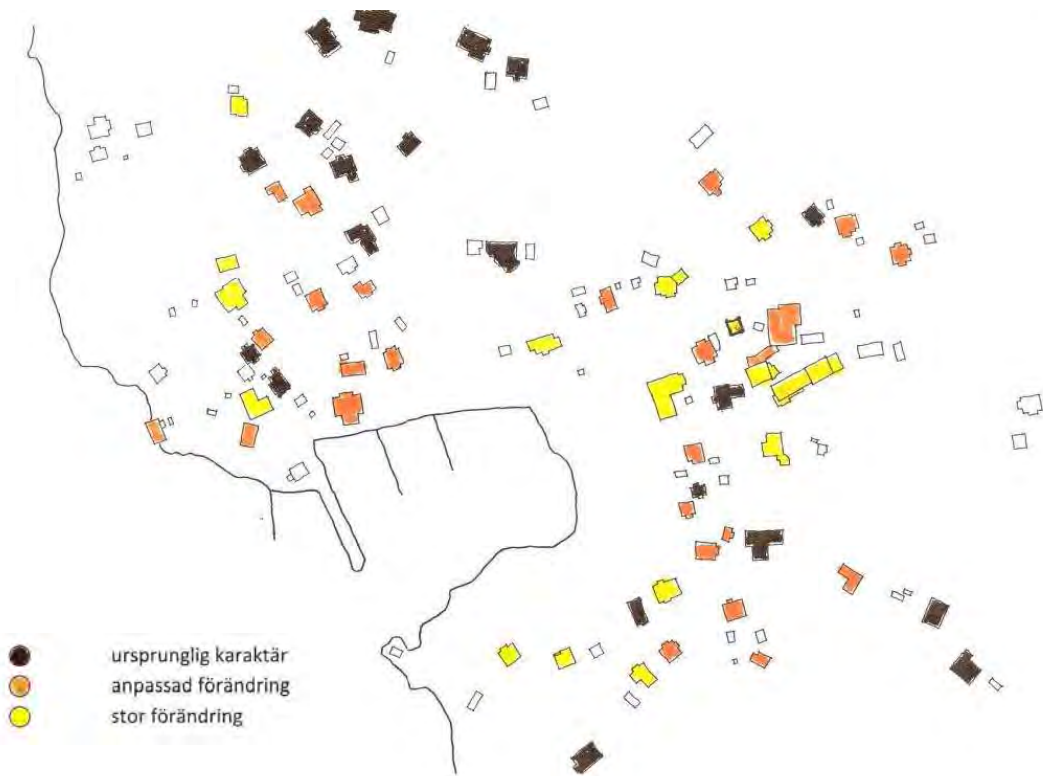 ursprunglig karaktär
anpassad förändring
stor förändring